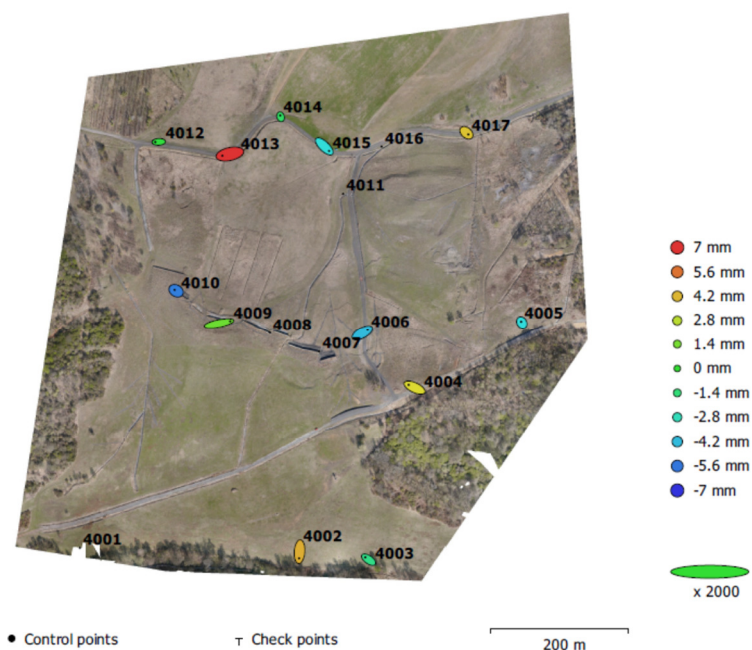 4014
4012
4013
4015
4016
4017
4011
4010
4009
4008
4007
4006
4005
4004
4001
4002
4003
7 mm
5.6 mm
4.2 mm
2.8 mm
1.4 mm
0 mm
-1.4 mm
-2.8 mm
-4.2 mm
-5.6 mm
-7 mm
x 2000
Control points
Check points
200 m